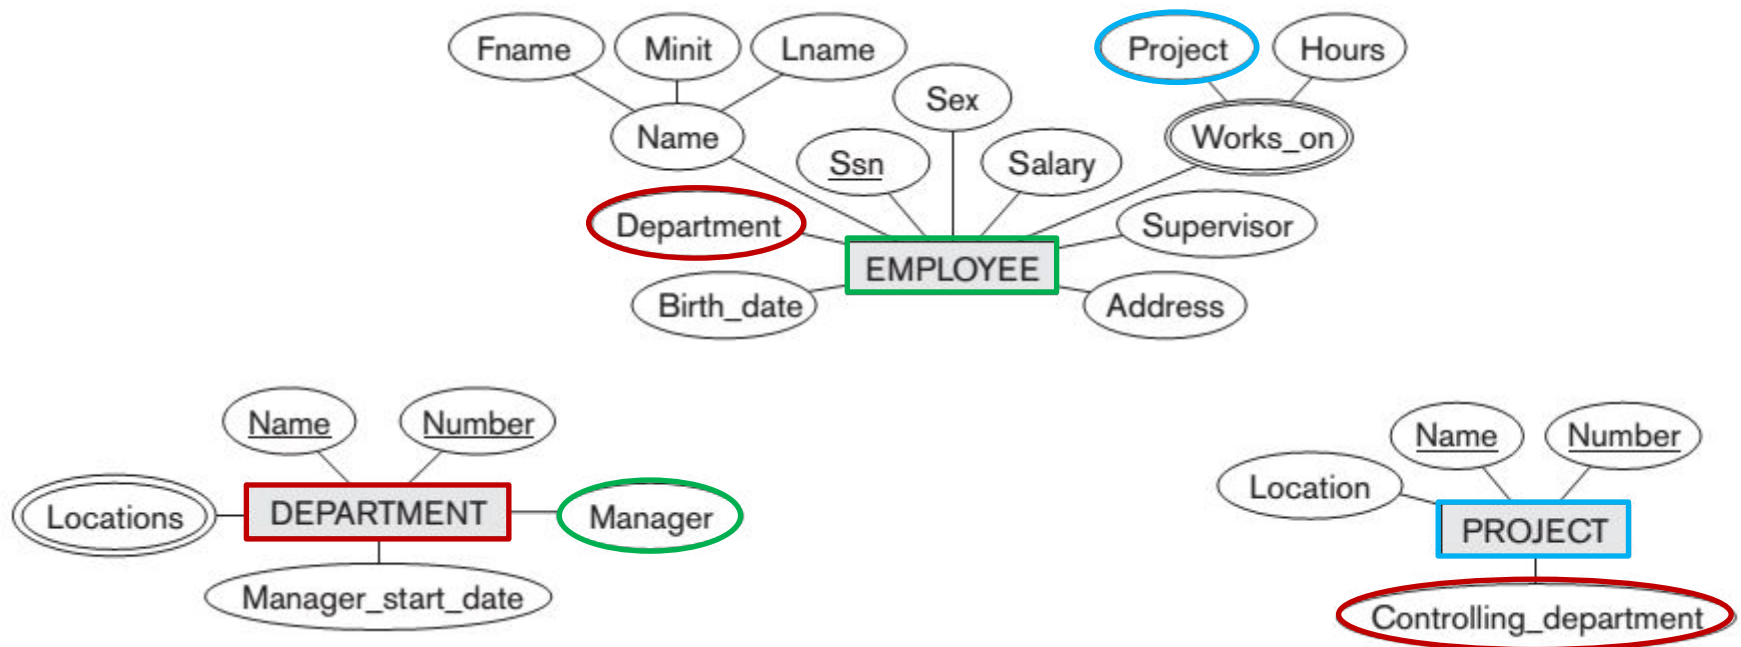 Fname
Minit
Lname
Project
Hours
Sex
Name
Works_on
Ssn
Salary
Department
Supervisor
EMPLOYEE
Birth_date
Address
Name
Number
Locations
DEPARTMENT
Manager
Manager_start_date
Name
Number
Location
PROJECT
Controlling_department